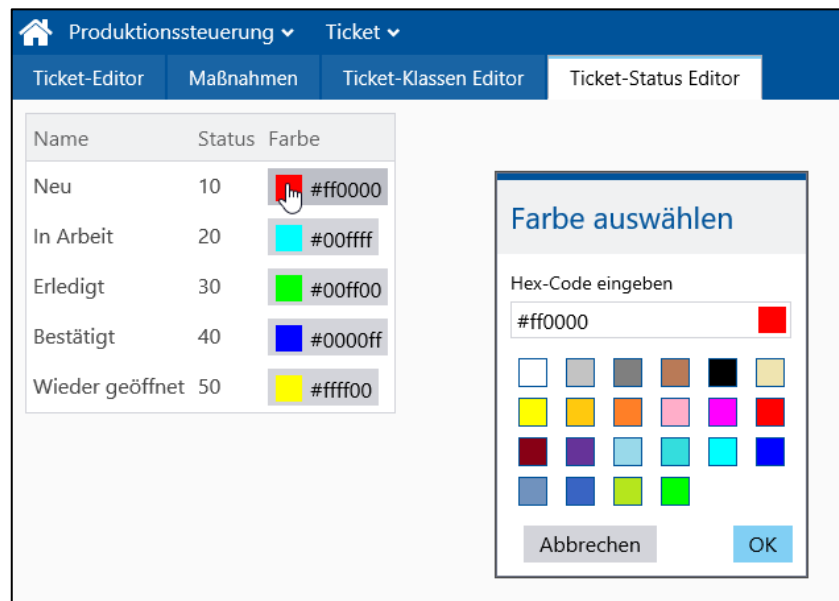 Produktionssteuerung Ticket
Ticket-Editor Maßnahmen Ticket-Klassen Editor Ticket-Status Editor
Name Status Farbe
Neu 10 #ff0000
In Arbeit 20 #00ffff
Erledigt 30 #00ff00
Bestätigt 40 #0000ff
Wieder geöffnet 50 #ffff00
Farbe auswählen
Hex-Code eingeben
#ff0000
Abbrechen OK